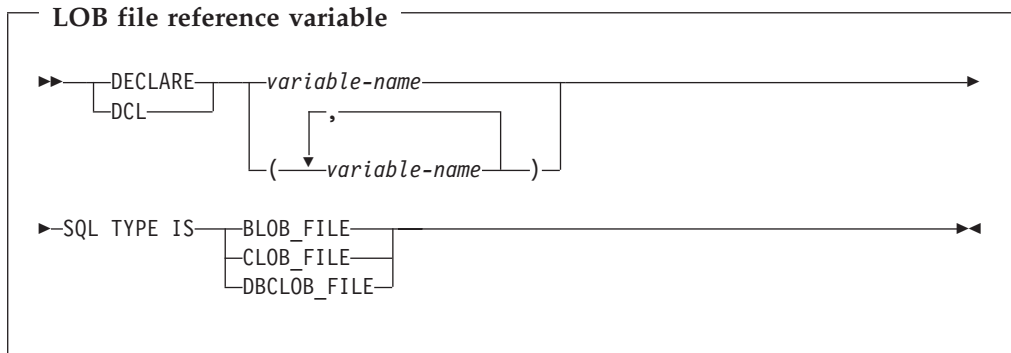 LOB file reference variable
DECLARE variable-name
DCL
,
( variable-name )
SQL TYPE IS BLOB_FILE
CLOB_FILE
DBCLOB_FILE